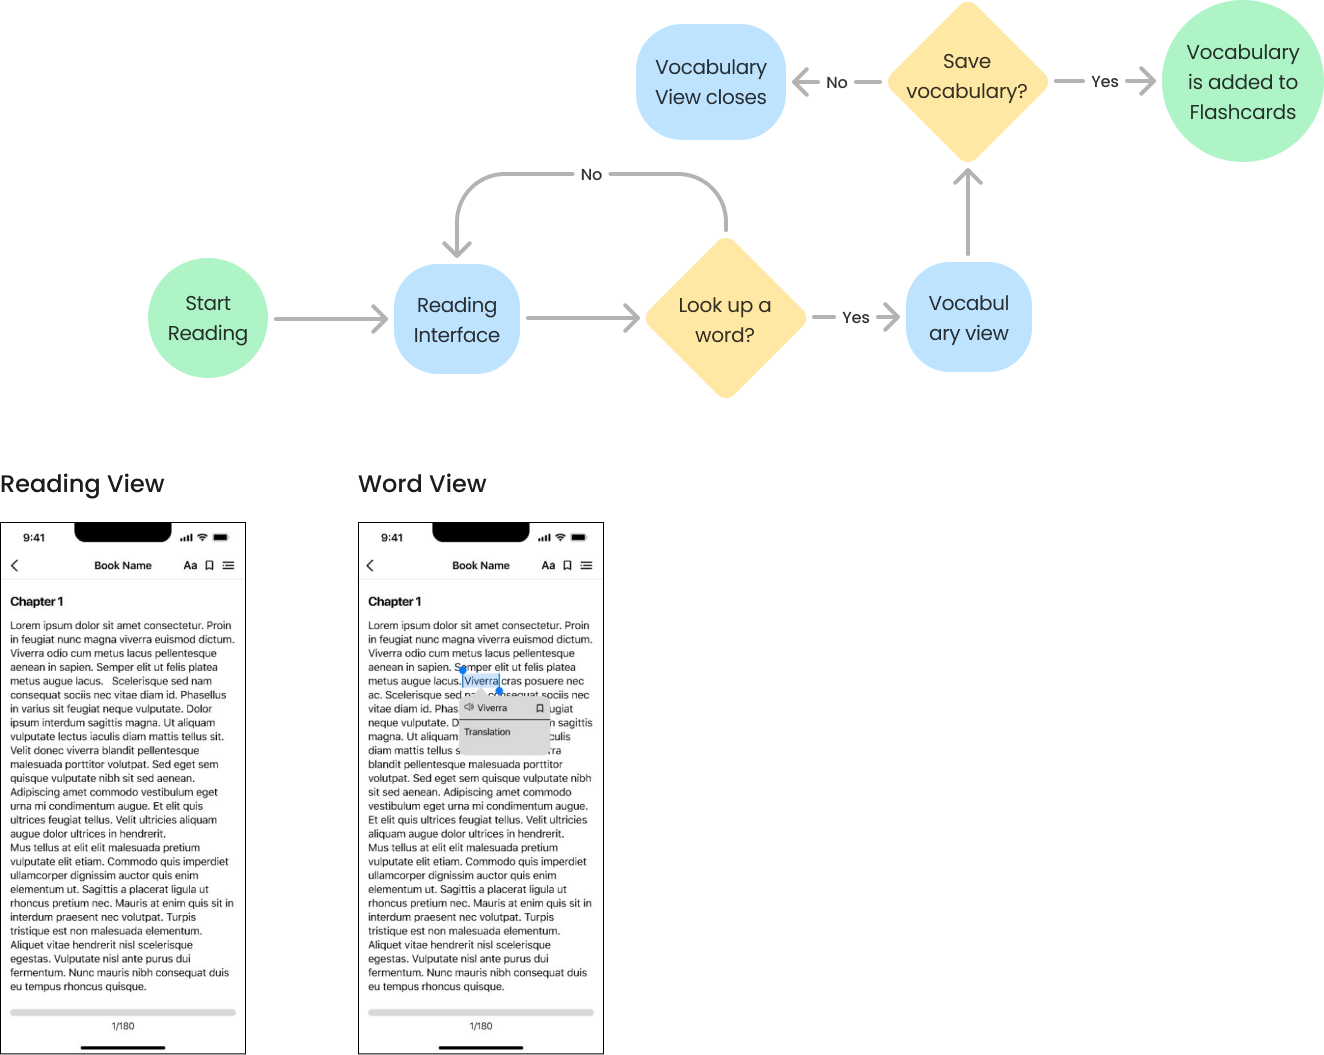 Vocabulary
View closes
No
Save
vocabulary?
Yes
Vocabulary
is added to
Flashcards
No
Start
Reading
Reading
Interface
Look up a
word?
Yes
Vocabul
ary view
Reading View
9:41
Book Name
Aa
Chapter 1
Lorem ipsum dolor sit amet consectetur. Proin
in feugiat nunc magna viverra euismod dictum.
Viverra odio cum metus lacus pellentesque
aenean in sapien. Semper elit ut felis platea
metus augue lacus. Scelerisque sed nam
consequat sociis nec vitae diam id. Phasellus
in varius sit feugiat neque vulputate. Dolor
ipsum interdum sagittis magna. Ut aliquam
vulputate lectus iaculis diam mattis tellus sit.
Velit donec viverra blandit pellentesque
malesuada porttitor volutpat. Sed eget sem
quisque vulputate nibh sit sed aenean.
Adipiscing amet commodo vestibulum eget
urna mi condimentum augue. Et elit quis
ultrices feugiat tellus. Velit ultricies aliquam
augue dolor ultrices in hendrerit.
Mus tellus at elit elit malesuada pretium
vulputate elit etiam. Commodo quis imperdiet
ullamcorper dignissim auctor quis enim
elementum ut. Sagittis a placerat ligula ut
rhoncus pretium nec. Mauris at enim quis sit in
interdum praesent nec volutpat. Turpis
tristique est non malesuada elementum.
Aliquet vitae hendrerit nisl scelerisque
egestas. Vulputate nisl ante purus dui
fermentum. Nunc mauris nibh consequat duis
eu tempus rhoncus quisque.
1/180
Word View
9:41
Book Name
Aa
Chapter 1
Lorem ipsum dolor sit amet consectetur. Proin
in feugiat nunc magna viverra euismod dictum.
Viverra odio cum metus lacus pellentesque
aenean in sapien. Semper elit ut felis platea
metus augue lacus. Viverra cras posuere nec
ac. Scelerisque sed nam consequat sociis nec
vitae diam id. Phas ugiat
neque vulputate. D sagittis
magna. Ut aliquam culis
diam mattis tellus s rra
Viverra
Translation
blandit pellentesque malesuada porttitor
volutpat. Sed eget sem quisque vulputate nibh
sit sed aenean. Adipiscing amet commodo
vestibulum eget urna mi condimentum augue.
Et elit quis ultrices feugiat tellus. Velit ultricies
aliquam augue dolor ultrices in hendrerit.
Mus tellus at elit elit malesuada pretium
vulputate elit etiam. Commodo quis imperdiet
ullamcorper dignissim auctor quis enim
elementum ut. Sagittis a placerat ligula ut
rhoncus pretium nec. Mauris at enim quis sit in
interdum praesent nec volutpat. Turpis
tristique est non malesuada elementum.
Aliquet vitae hendrerit nisl scelerisque
egestas. Vulputate nisl ante purus dui
fermentum. Nunc mauris nibh consequat duis
eu tempus rhoncus quisque.
1/180